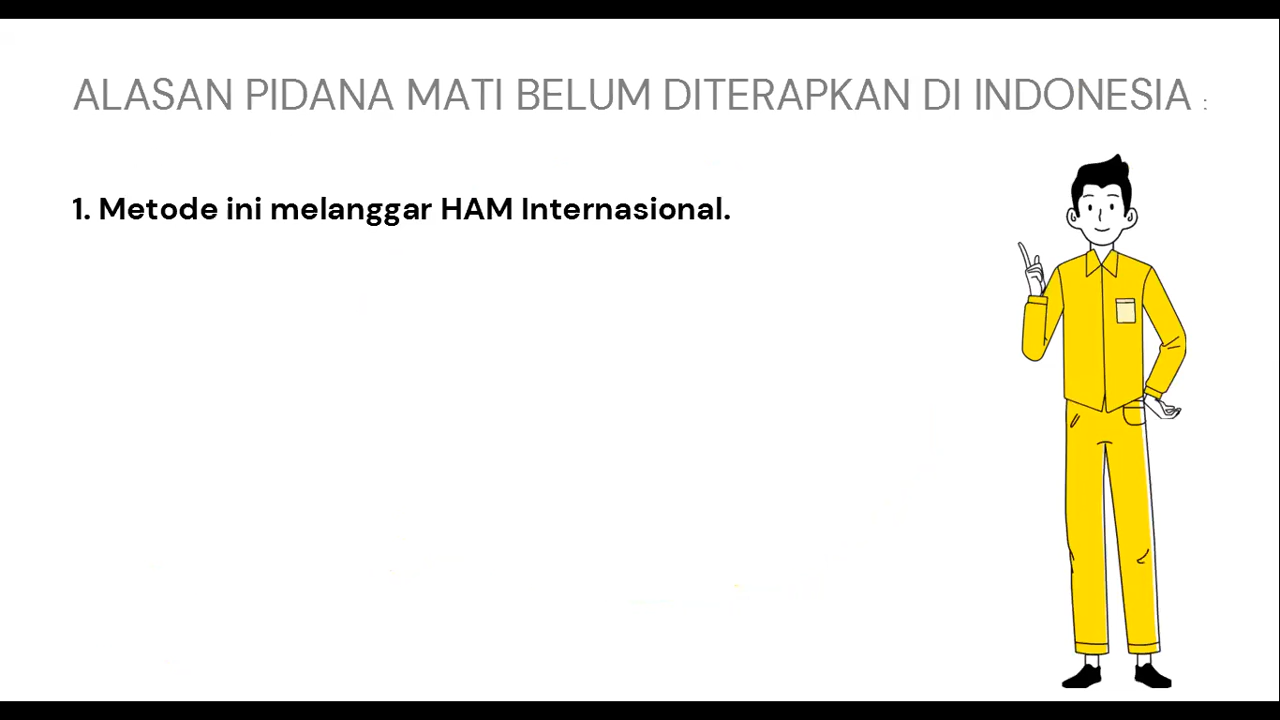 ALASAN PIDANA MATI BELUM DITERAPKAN DI INDONESIA :
1. Metode ini melanggar HAM Internasional.